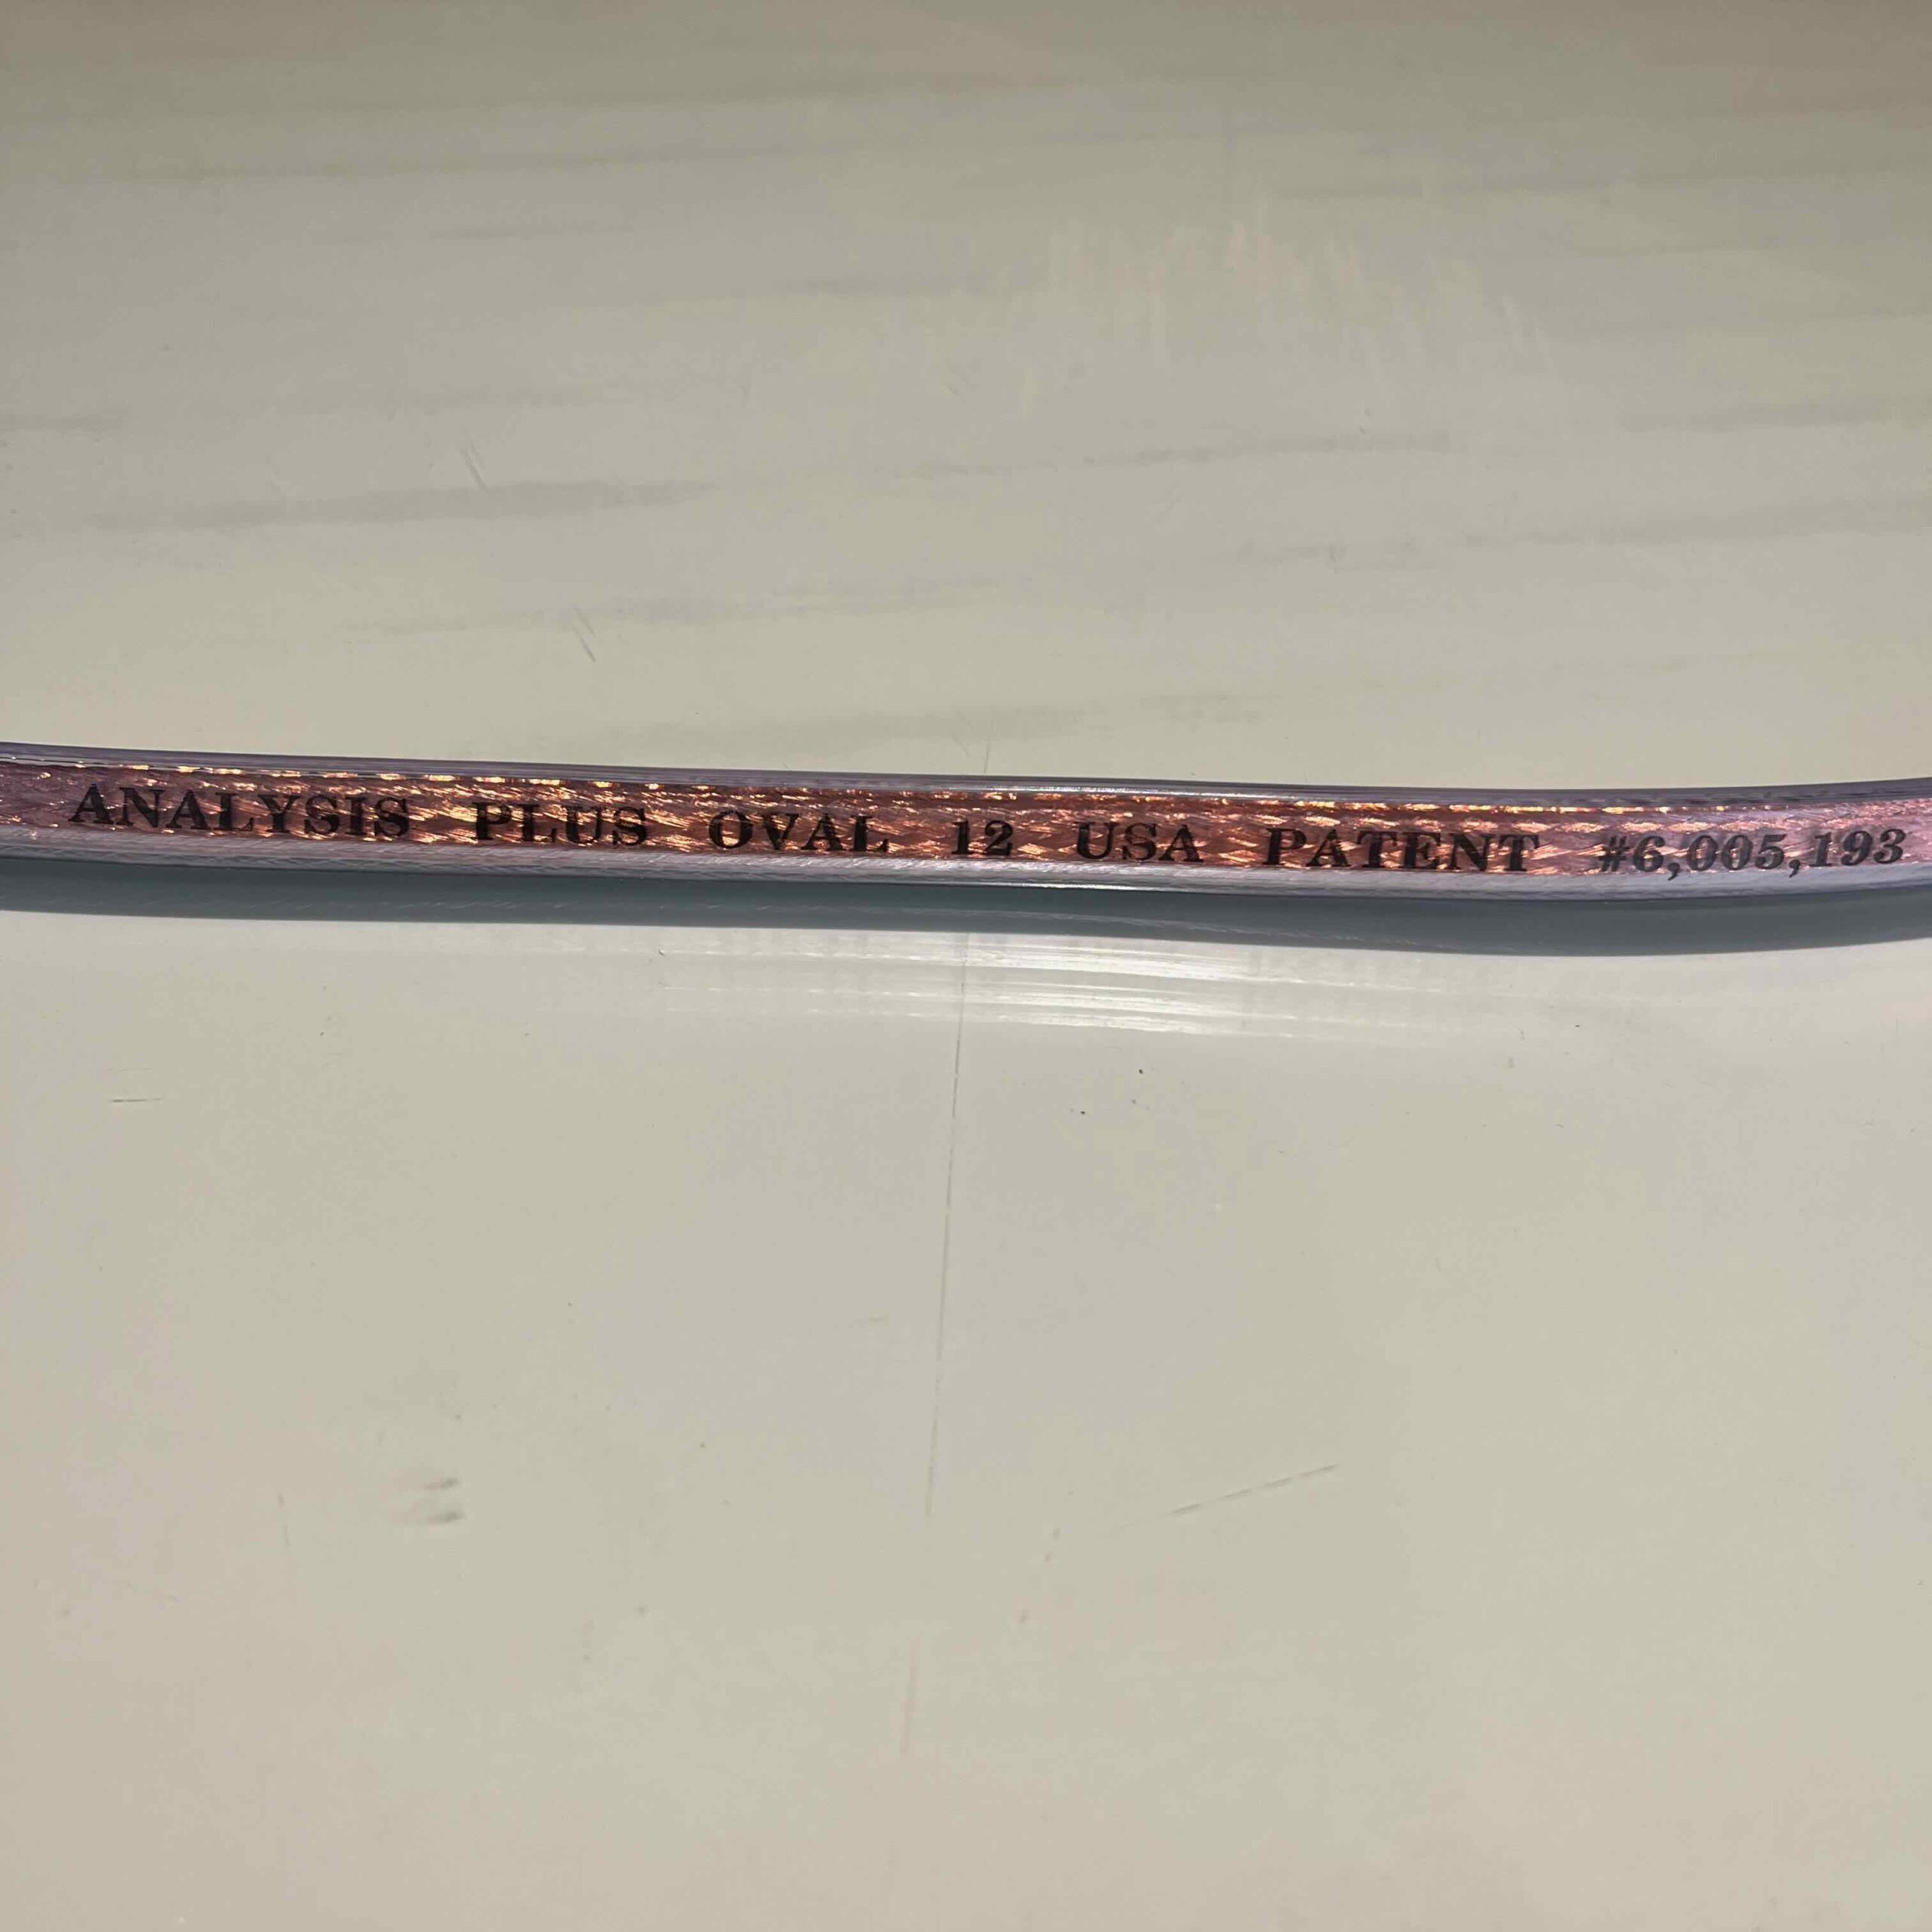 ANALYSIS PLUS OVAL 12 USA PATENT #6,005,193